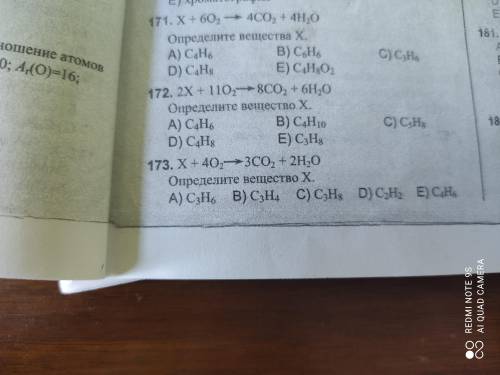 E) хроматография
ношение атомов
0; Aᵣ(O)=16;
171. X + 6O₂ → 4CO₂ + 4H₂O
Определите вещества X.
A) C₄H₆ B) C₆H₆ C) C₃H₆
D) C₄H₈ E) C₄H₈O₂
172. 2X + 11O₂ → 8CO₂ + 6H₂O
Определите вещество X.
A) C₄H₆ B) C₄H₁₀ C) C₅H₈
D) C₄H₈ E) C₃H₈
173. X + 4O₂ → 3CO₂ + 2H₂O
Определите вещество X.
A) C₃H₆ B) C₃H₄ C) C₃H₈ D) C₂H₂ E) C₄H₆
181.
REDMI NOTE 9S
AI QUAD CAMERA